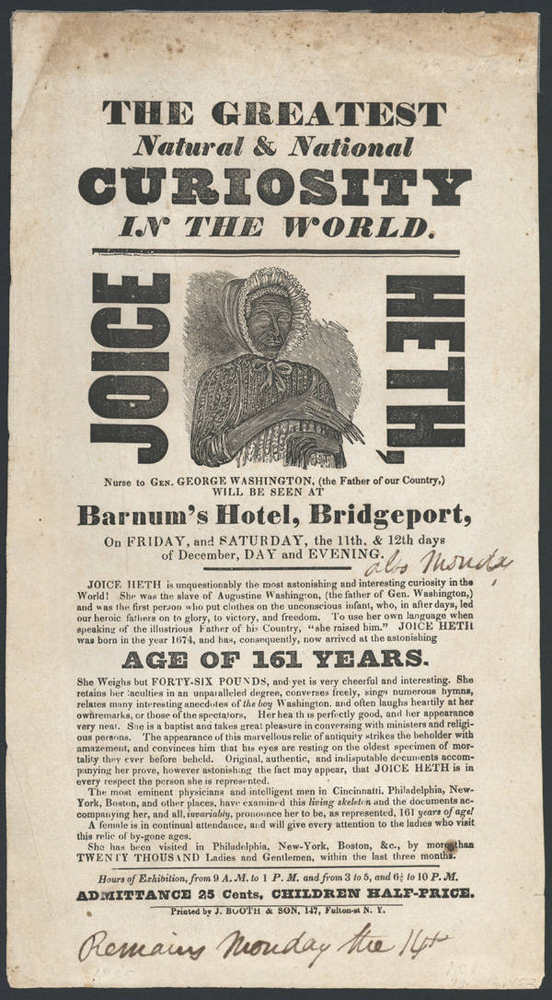 THE GREATEST
Natural & National
CURIOSITY
IN THE WORLD.
JOICE HETH,
Nurse to GEN. GEORGE WASHINGTON, (the Father of our Country,)
WILL BE SEEN AT
Barnum's Hotel, Bridgeport,
On FRIDAY, and SATURDAY, the 11th, & 12th days
of December, DAY and EVENING.
also Monday
JOICE HETH is unquestionably the most astonishing and interesting curiosity in the
World! She was the slave of Augustine Washington, (the father of Gen. Washington,)
and was the first person who put clothes on the unconscious infant, who, in after days, led
our heroic fathers on to glory, to victory, and freedom. To use her own language when
speaking of the illustrious Father of his Country, "she raised him." JOICE HETH
was born in the year 1674, and has, consequently, now arrived at the astonishing
AGE OF 161 YEARS.
She Weighs but FORTY-SIX POUNDS, and yet is very cheerful and interesting. She
retains her faculties in an unparalleled degree, converses freely, sings numerous hymns,
relates many interesting anecdotes of the boy Washington, and often laughs heartily at her
own remarks, or those of the spectators. Her health is perfectly good, and her appearance
very neat. She is a baptist and takes great pleasure in conversing with ministers and religi-
ous persons. The appearance of this marvellous relic of antiquity strikes the beholder with
amazement, and convinces him that his eyes are resting on the oldest specimen of mor-
tality they ever before beheld. Original, authentic, and indisputable documents accom-
panying her prove, however astonishing the fact may appear, that JOICE HETH is in
every respect the person she is represented.
The most eminent physicians and intelligent men in Cincinnatti, Philadelphia, New-
York, Boston, and other places, have examined this living skeleton and the documents ac-
companying her, and all, invariably, pronounce her to be, as represented, 161 years of age!
A female is in continual attendance, and will give every attention to the ladies who visit
this relic of by-gone ages.
She has been visited in Philadelphia, New-York, Boston, &c., by more than
TWENTY THOUSAND Ladies and Gentlemen, within the last three months.
Hours of Exhibition, from 9 A. M. to 1 P. M. and from 3 to 5, and 6½ to 10 P. M.
ADMITTANCE 25 Cents, CHILDREN HALF-PRICE.
Printed by J. BOOTH & SON, 147, Fulton-st N. Y.
Remains Monday the 14th